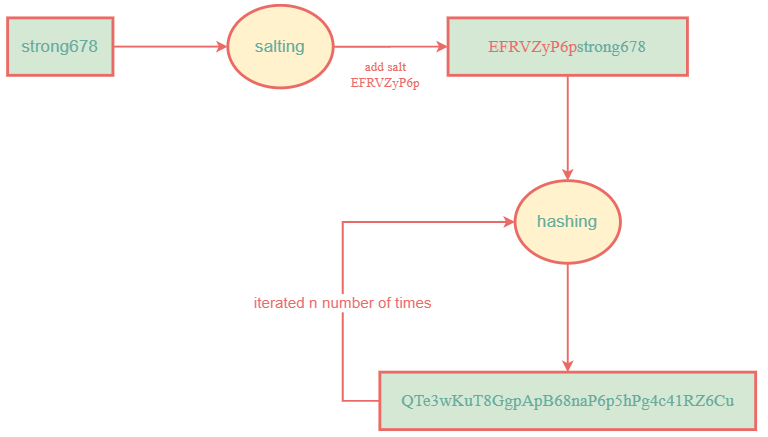 strong678
salting
add salt
EFRVZyP6p
EFRVZyP6pstrong678
hashing
iterated n number of times
QTe3wKuT8GgpApB68naP6p5hPg4c41RZ6Cu